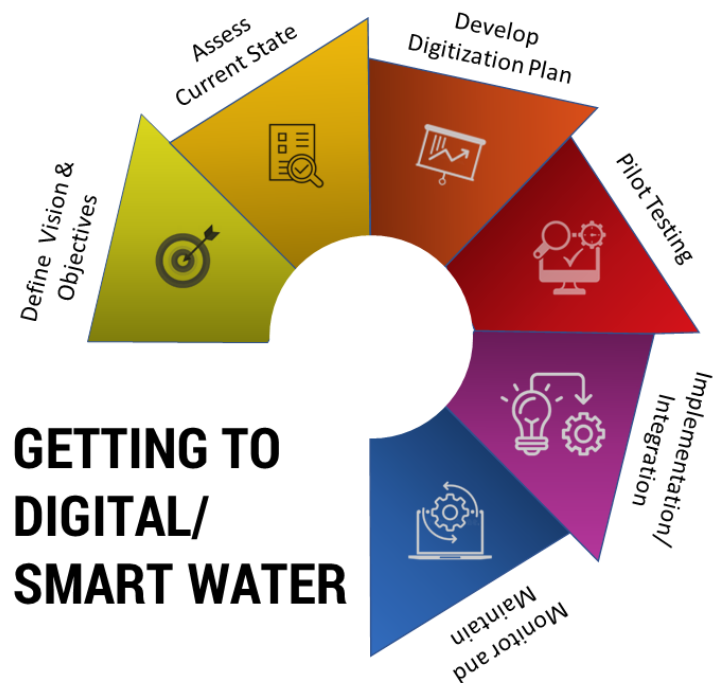 Define Vision &
Objectives
Assess
Current State
Develop
Digitization Plan
Pilot Testing
Implementation/
Integration
Monitor and
Maintain
GETTING TO
DIGITAL/
SMART WATER